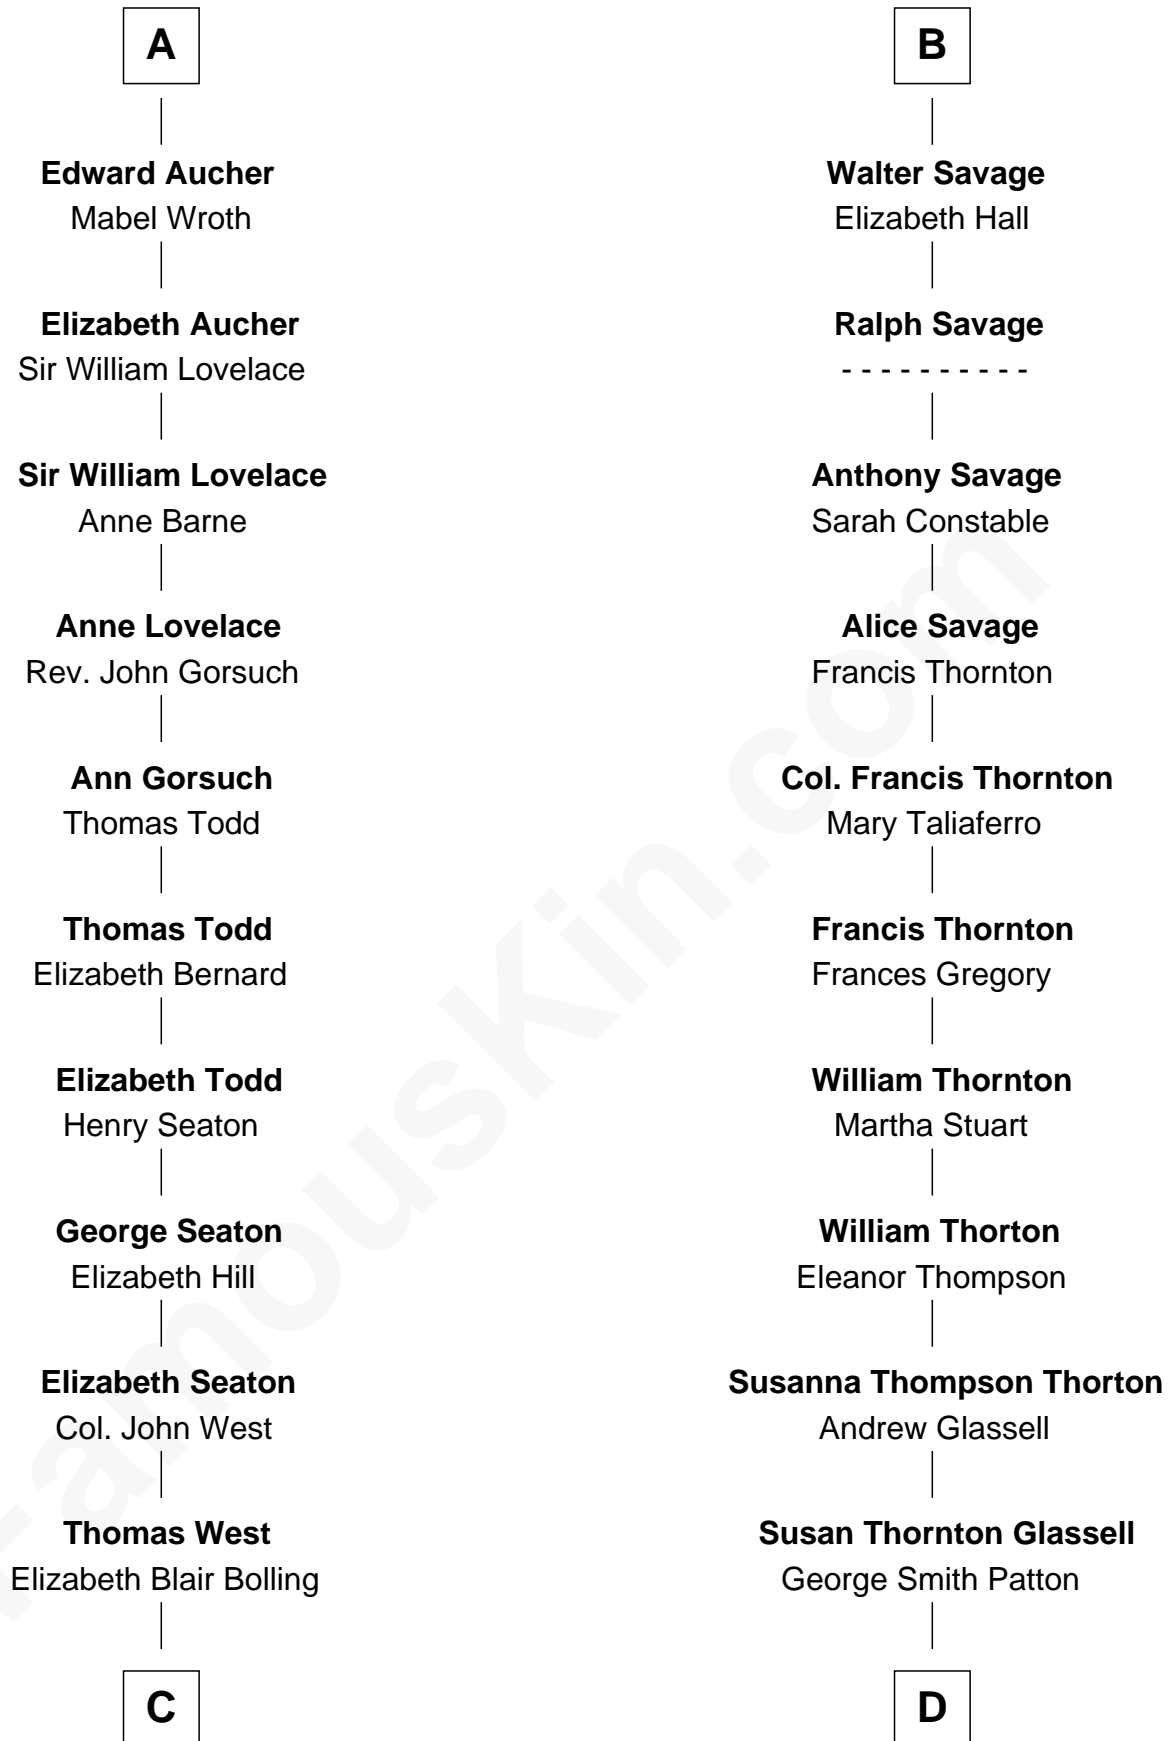 A
Edward Aucher
Mabel Wroth
Elizabeth Aucher
Sir William Lovelace
Sir William Lovelace
Anne Barne
Anne Lovelace
Rev. John Gorsuch
Ann Gorsuch
Thomas Todd
Thomas Todd
Elizabeth Bernard
Elizabeth Todd
Henry Seaton
George Seaton
Elizabeth Hill
Elizabeth Seaton
Col. John West
Thomas West
Elizabeth Blair Bolling
C
B
Walter Savage
Elizabeth Hall
Ralph Savage
- - - - - - - - - -
Anthony Savage
Sarah Constable
Alice Savage
Francis Thornton
Col. Francis Thornton
Mary Taliaferro
Francis Thornton
Frances Gregory
William Thornton
Martha Stuart
William Thorton
Eleanor Thompson
Susanna Thompson Thorton
Andrew Glassell
Susan Thornton Glassell
George Smith Patton
D
FamousKin.com